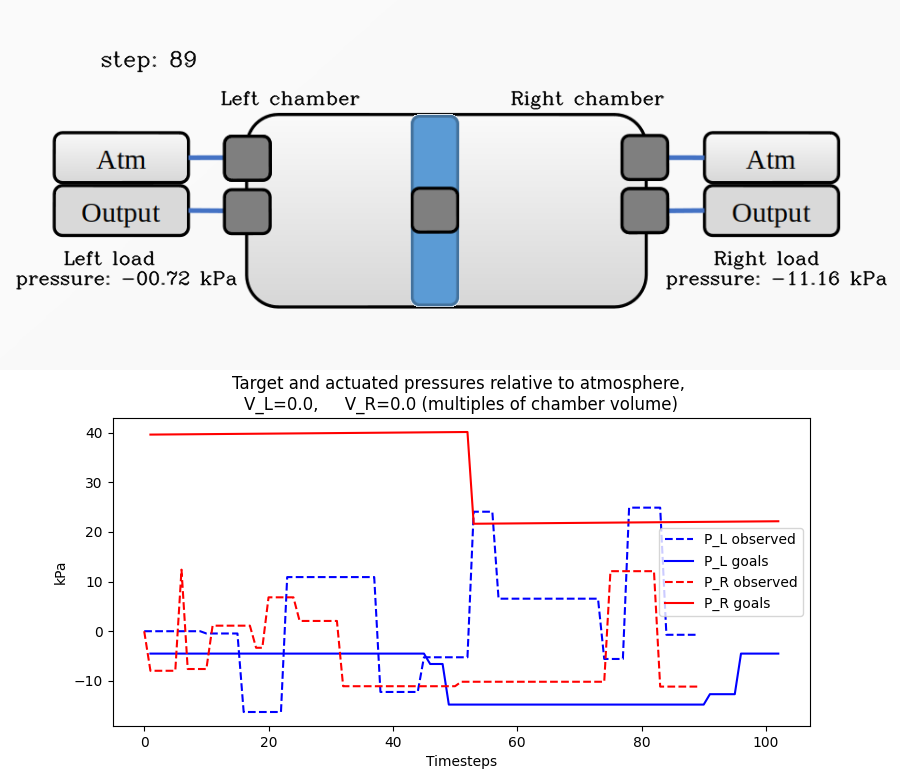 step: 89
Left chamber
Right chamber
Atm
Atm
Output
Output
Left load
pressure: -00.72 kPa
Right load
pressure: -11.16 kPa
Target and actuated pressures relative to atmosphere,
V_L=0.0, V_R=0.0 (multiples of chamber volume)
kPa
40
30
20
10
0
−10
P_L observed
P_L goals
P_R observed
P_R goals
0 20 40 60 80 100
Timesteps